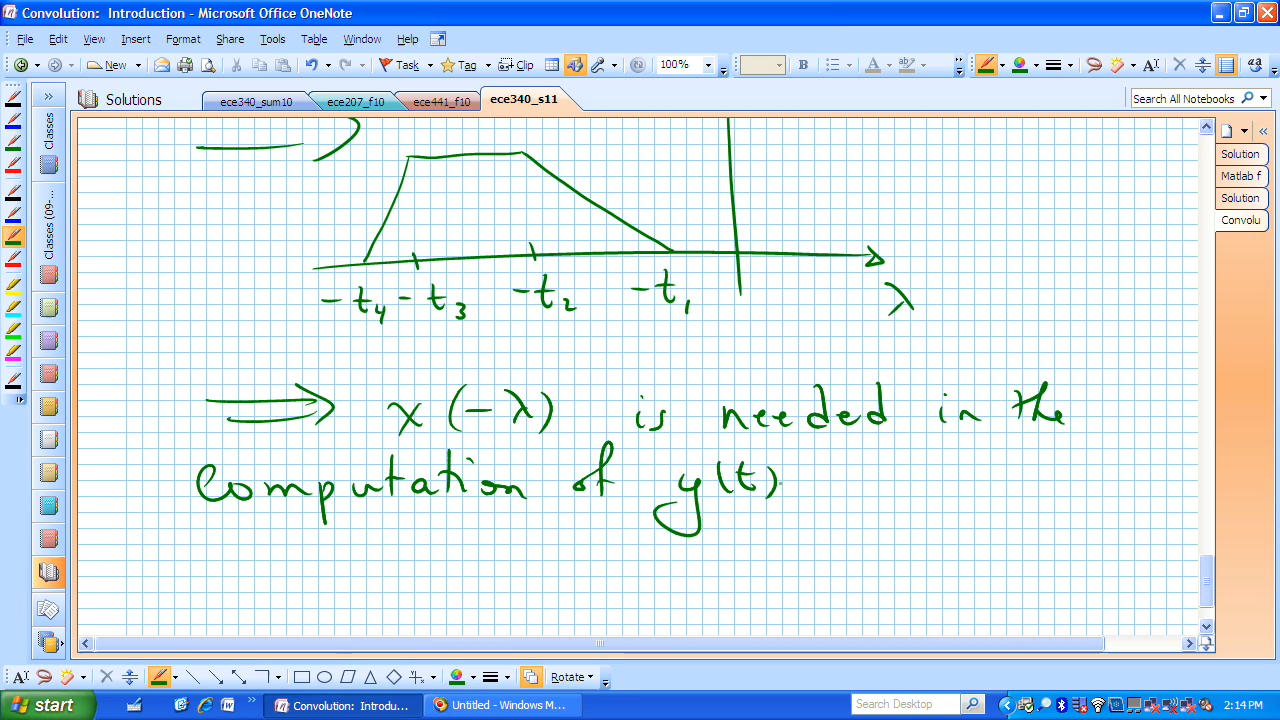 Convolution: Introduction - Microsoft Office OneNote
File Edit View Insert Format Share Tools Table Window Help
New Task Tag Clip 100% B A ab
Solutions ece340_sum10 ece207_f10 ece441_f10 ece340_s11 Search All Notebooks
Classes
Classes (09-...
Solution
Matlab f
Solution
Convolu
-t4 -t3 -t2 -t1 λ
⇒ x(-λ) is needed in the
computation of y(t).
Rotate
start Convolution: Introdu... Untitled - Windows M... Search Desktop 2:14 PM